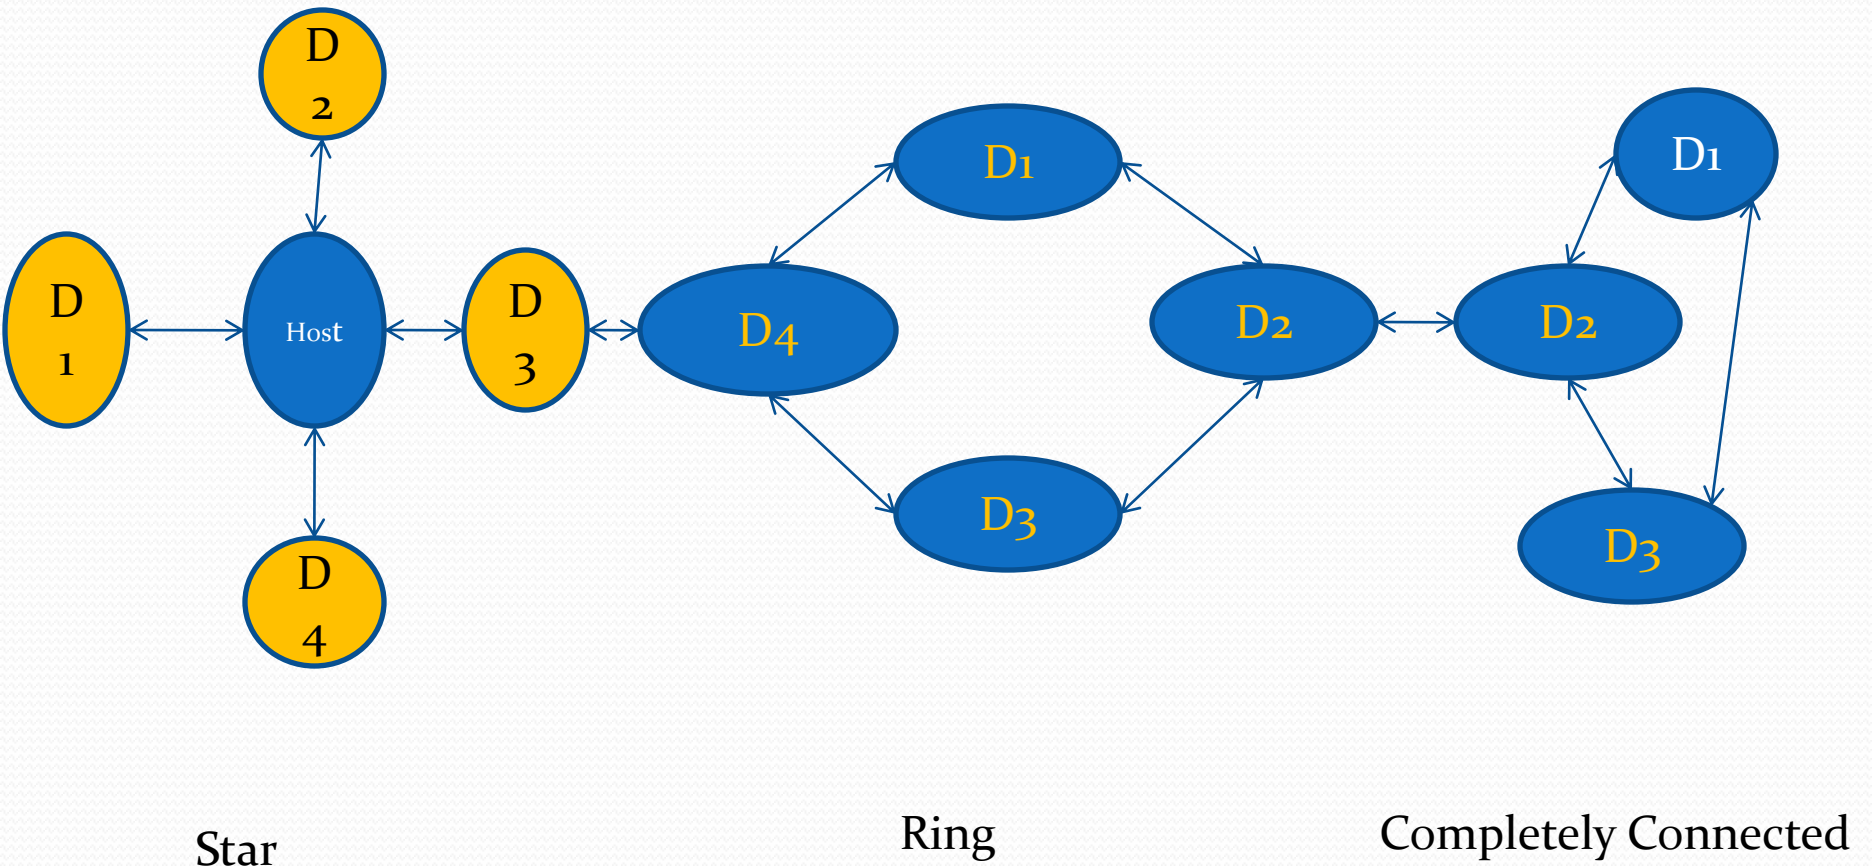 D
2
D
1
Host
D
3
D
4
D1
D4
D2
D3
D1
D2
D3
Star
Ring
Completely Connected